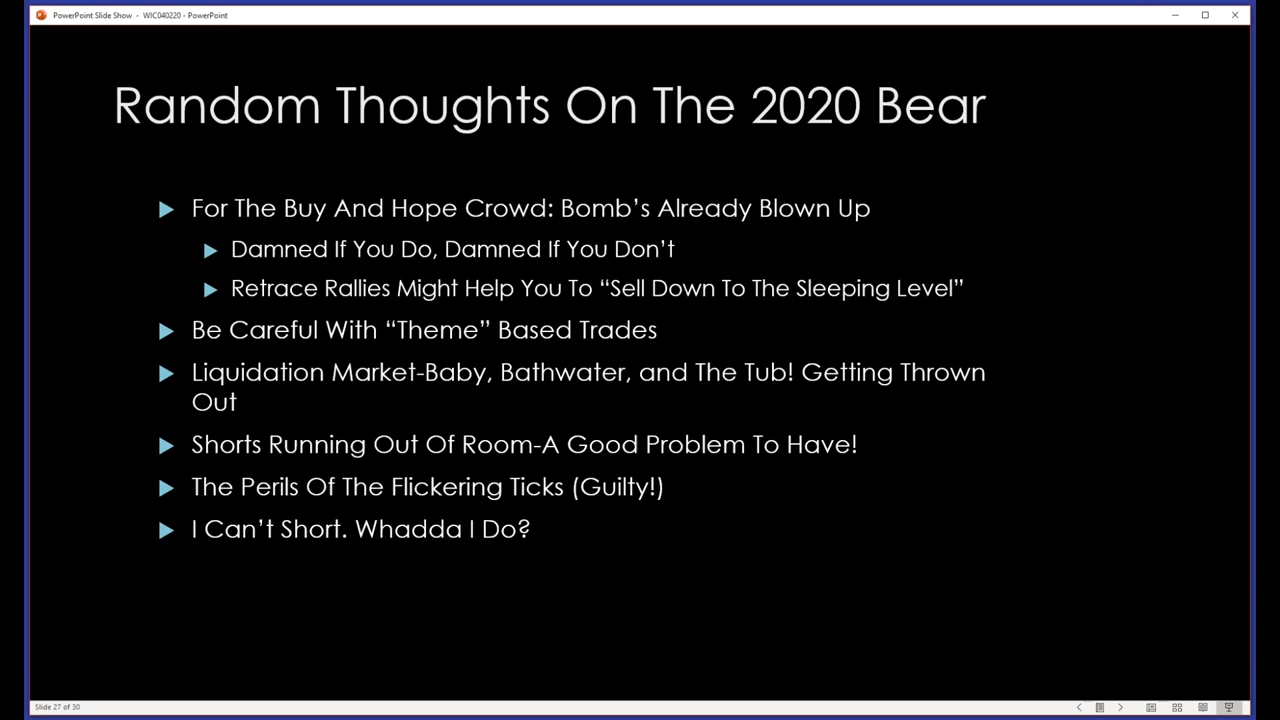 PowerPoint Slide Show - WIC040220 - PowerPoint
Random Thoughts On The 2020 Bear
For The Buy And Hope Crowd: Bomb's Already Blown Up
Damned If You Do, Damned If You Don't
Retrace Rallies Might Help You To “Sell Down To The Sleeping Level”
Be Careful With “Theme” Based Trades
Liquidation Market-Baby, Bathwater, and The Tub! Getting Thrown
Out
Shorts Running Out Of Room-A Good Problem To Have!
The Perils Of The Flickering Ticks (Guilty!)
I Can't Short. Whadda I Do?
Slide 27 of 30